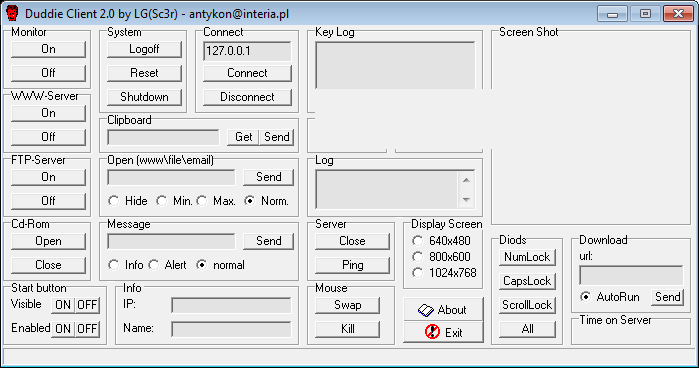 Duddie Client 2.0 by LG(Sc3r) - antykon@interia.pl
Monitor
On
Off
System
Logoff
Reset
Shutdown
Connect
127.0.0.1
Connect
Disconnect
Key Log
Screen Shot
WWW-Server
On
Off
Clipboard
Get Send
FTP-Server
On
Off
Open (www\file\email)
Send
Hide Min. Max. Norm.
Log
Cd-Rom
Open
Close
Message
Send
Info Alert normal
Server
Close
Ping
Display Screen
640x480
800x600
1024x768
Diods
NumLock
CapsLock
ScrollLock
All
Download
url:
AutoRun Send
Time on Server
Start button
Visible ON OFF
Enabled ON OFF
Info
IP:
Name:
Mouse
Swap
Kill
About
Exit